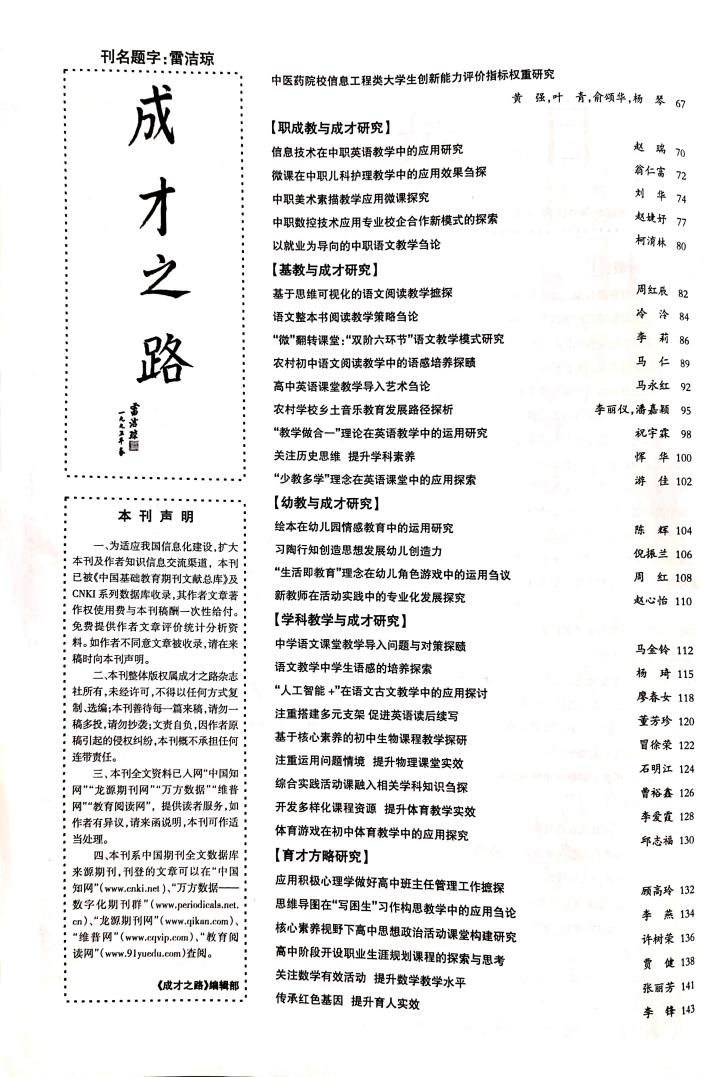 刊名题字:雷洁琼
成
才
之
路
雷洁琼
一九九五年春
本刊声明
一、为适应我国信息化建设,扩大
本刊及作者知识信息交流渠道，本刊
已被《中国基础教育期刊文献总库》及
CNKI系列数据库收录,其作者文章著
作权使用费与本刊稿酬一次性给付。
免费提供作者文章评价统计分析资
料。如作者不同意文章被收录,请在来
稿时向本刊声明。
二、本刊整体版权属成才之路杂志
社所有,未经许可,不得以任何方式复
制、选编;本刊善待每一篇来稿,请勿一
稿多投,请勿抄袭;文责自负,因作者原
稿引起的侵权纠纷,本刊概不承担任何
连带责任。
三、本刊全文资料已入网“中国知
网”“龙源期刊网”“万方数据”“维普
网”“教育阅读网”，提供读者服务,如
作者有异议,请来函说明,本刊可作适
当处理。
四、本刊系中国期刊全文数据库
来源期刊,刊登的文章可以在“中国
知网”(www.cnki.net)、“万方数据——
数字化期刊群”(www.periodicals.net.
cn)、“龙源期刊网”(www.qikan.com)、
“维普网”(www.cqvip.com)、“教育阅
读网”(www.91yuedu.com)查阅。
《成才之路》编辑部
中医药院校信息工程类大学生创新能力评价指标权重研究
黄 强,叶 青,俞颂华,杨 琴 67
【职成教与成才研究】
信息技术在中职英语教学中的应用研究 赵 瑞 70
微课在中职儿科护理教学中的应用效果刍探 翁仁富 72
中职美术素描教学应用微课探究 刘 华 74
中职数控技术应用专业校企合作新模式的探索 赵婕妤 77
以就业为导向的中职语文教学刍论 柯清林 80
【基教与成才研究】
基于思维可视化的语文阅读教学摭探 周红辰 82
语文整本书阅读教学策略刍论 冷 泠 84
“微”翻转课堂:“双阶六环节”语文教学模式研究 李 莉 86
农村初中语文阅读教学中的语感培养探赜 马 仁 89
高中英语课堂教学导入艺术刍论 马永红 92
农村学校乡土音乐教育发展路径探析 李丽仪,潘嘉颖 95
“教学做合一”理论在英语教学中的运用研究 祝宇霖 98
关注历史思维 提升学科素养 恽 华 100
“少教多学”理念在英语课堂中的应用探索 游 佳 102
【幼教与成才研究】
绘本在幼儿园情感教育中的运用研究 陈 辉 104
习陶行知创造思想发展幼儿创造力 倪振兰 106
“生活即教育”理念在幼儿角色游戏中的运用刍议 周 红 108
新教师在活动实践中的专业化发展探究 赵心怡 110
【学科教学与成才研究】
中学语文课堂教学导入问题与对策探赜 马金铃 112
语文教学中学生语感的培养探索 杨 琦 115
“人工智能+”在语文古文教学中的应用探讨 廖春女 118
注重搭建多元支架 促进英语读后续写 董芳珍 120
基于核心素养的初中生物课程教学探研 冒徐荣 122
注重运用问题情境 提升物理课堂实效 石明江 124
综合实践活动课融入相关学科知识刍探 曹裕鑫 126
开发多样化课程资源 提升体育教学实效 李爱霞 128
体育游戏在初中体育教学中的应用探究 邱志福 130
【育才方略研究】
应用积极心理学做好高中班主任管理工作摭探 顾高玲 132
思维导图在“写困生”习作构思教学中的应用刍论 李 燕 134
核心素养视野下高中思想政治活动课堂构建研究 许树荣 136
高中阶段开设职业生涯规划课程的探索与思考 贾 健 138
关注数学有效活动 提升数学教学水平 张丽芳 141
传承红色基因 提升育人实效 李 锋 143